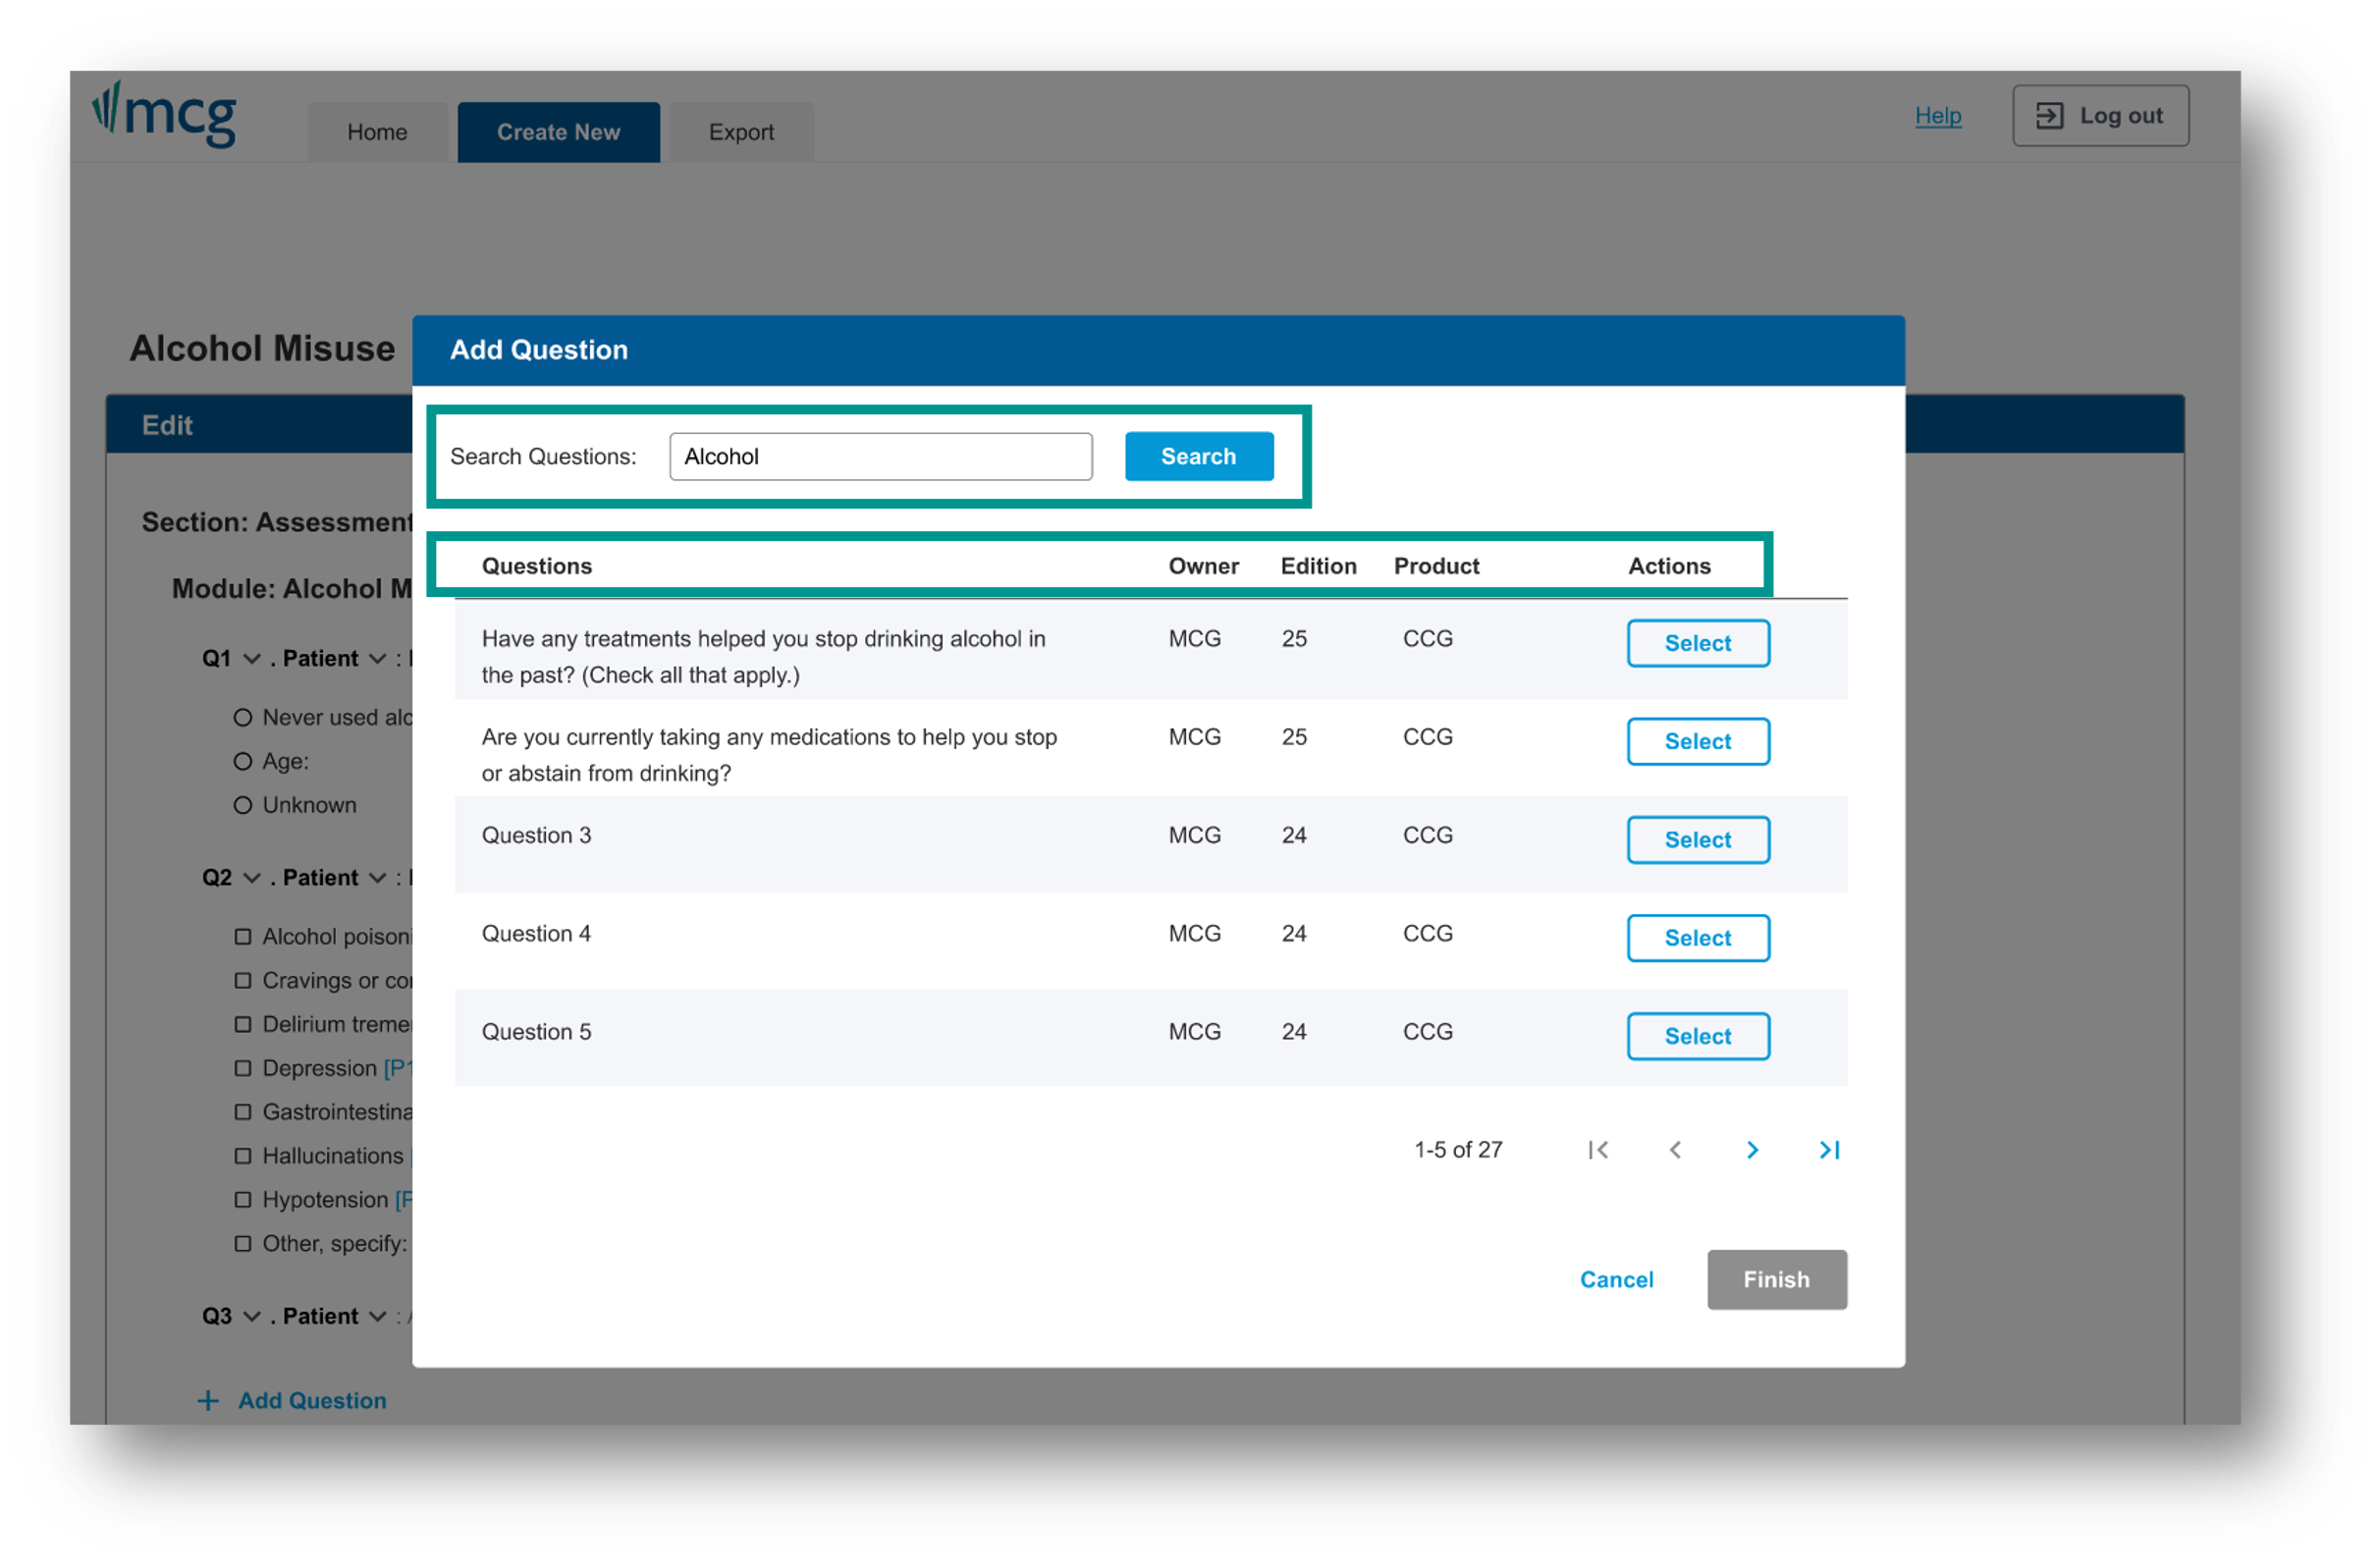 mcg
Home
Create New
Export
Help
Log out
Alcohol Misuse
Edit
Section: Assessment
Module: Alcohol M
Q1 . Patient :
Never used alc
Age:
Unknown
Q2 . Patient :
Alcohol poisoni
Cravings or co
Delirium treme
Depression [P1
Gastrointestina
Hallucinations
Hypotension [P
Other, specify:
Q3 . Patient :
+ Add Question
Add Question
Search Questions:
Alcohol
Search
Questions Owner Edition Product Actions
Have any treatments helped you stop drinking alcohol in MCG 25 CCG Select
the past? (Check all that apply.)
Are you currently taking any medications to help you stop MCG 25 CCG Select
or abstain from drinking?
Question 3 MCG 24 CCG Select
Question 4 MCG 24 CCG Select
Question 5 MCG 24 CCG Select
1-5 of 27
Cancel
Finish